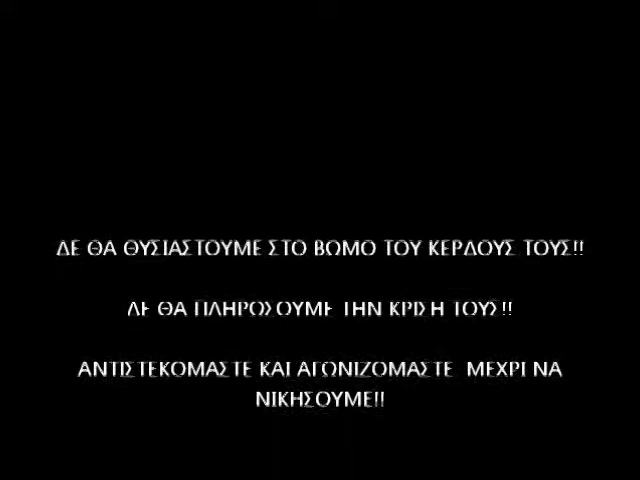 ΔΕ ΘΑ ΘΥΣΙΑΣΤΟΥΜΕ ΣΤΟ ΒΩΜΟ ΤΟΥ ΚΕΡΔΟΥΣ ΤΟΥΣ!!
ΔΕ ΘΑ ΠΛΗΡΩΣΟΥΜΕ ΤΗΝ ΚΡΙΣΗ ΤΟΥΣ!!
ΑΝΤΙΣΤΕΚΟΜΑΣΤΕ ΚΑΙ ΑΓΩΝΙΖΟΜΑΣΤΕ ΜΕΧΡΙ ΝΑ
ΝΙΚΗΣΟΥΜΕ!!